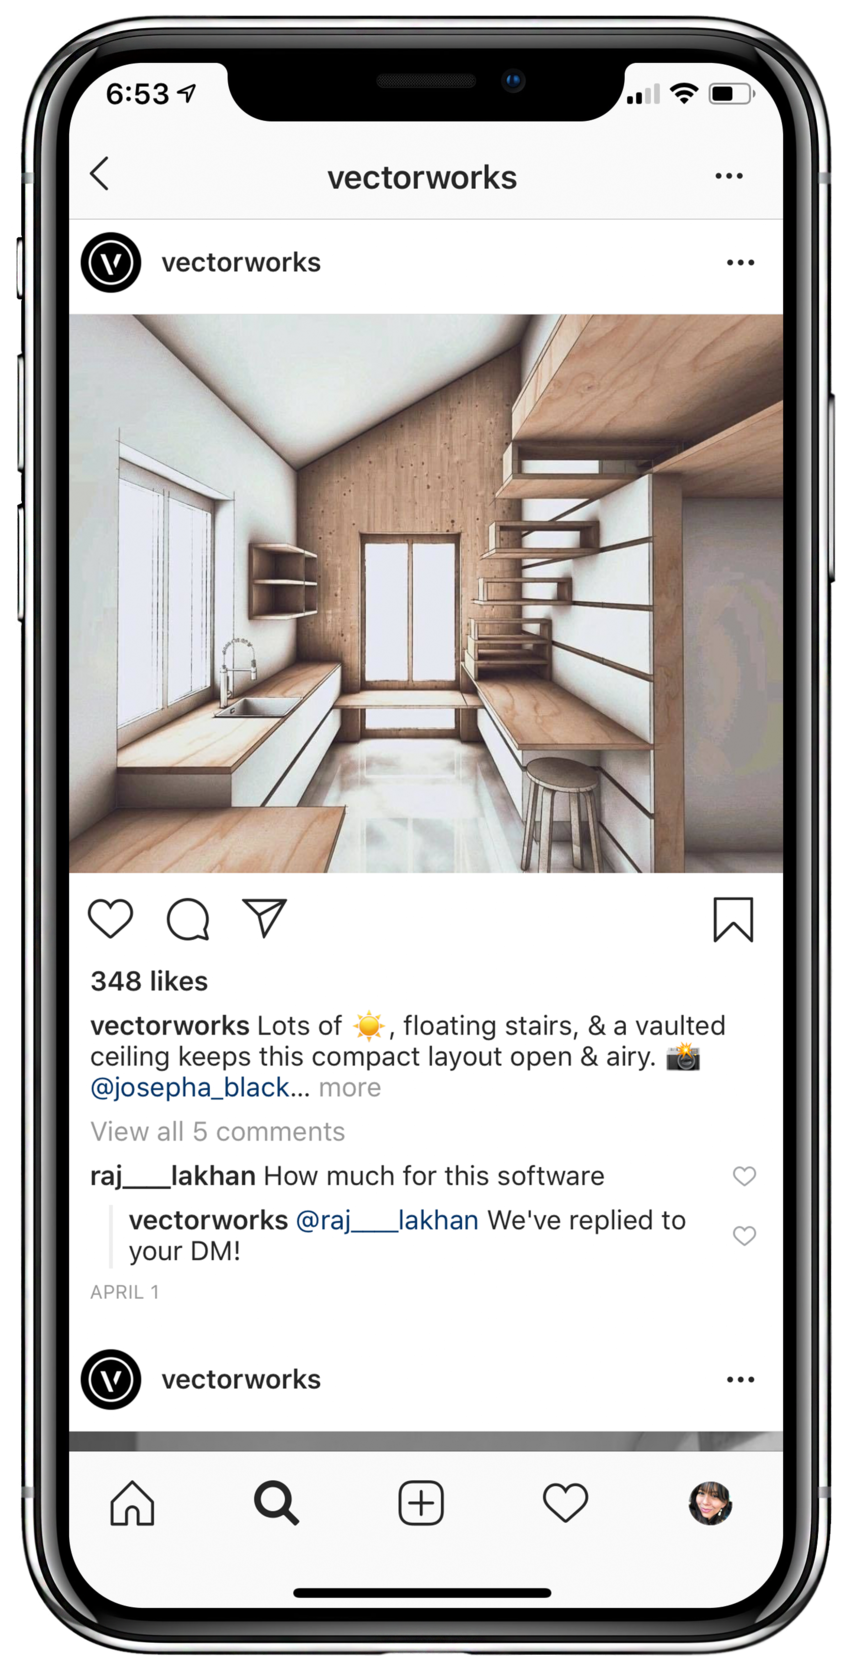 6:53
vectorworks
vectorworks
348 likes
vectorworks Lots of ☀️, floating stairs, & a vaulted
ceiling keeps this compact layout open & airy. 📸
@josepha_black... more
View all 5 comments
raj___lakhan How much for this software
vectorworks @raj___lakhan We've replied to
your DM!
APRIL 1
vectorworks